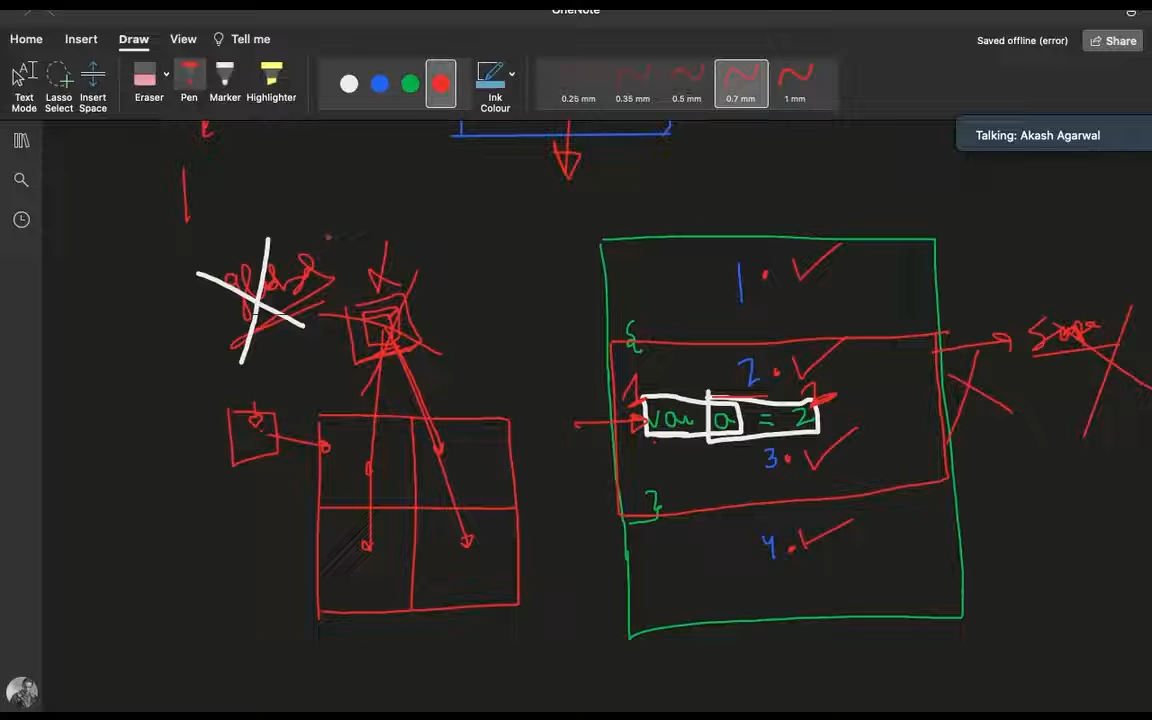 OneNote
Home Insert Draw View Tell me
Saved offline (error) Share
Text Mode
Lasso Select
Insert Space
Eraser
Pen
Marker
Highlighter
Ink Colour
0.25 mm 0.35 mm 0.5 mm 0.7 mm 1 mm
Talking: Akash Agarwal
1.
{
2.
var a = 2
3.
}
4.